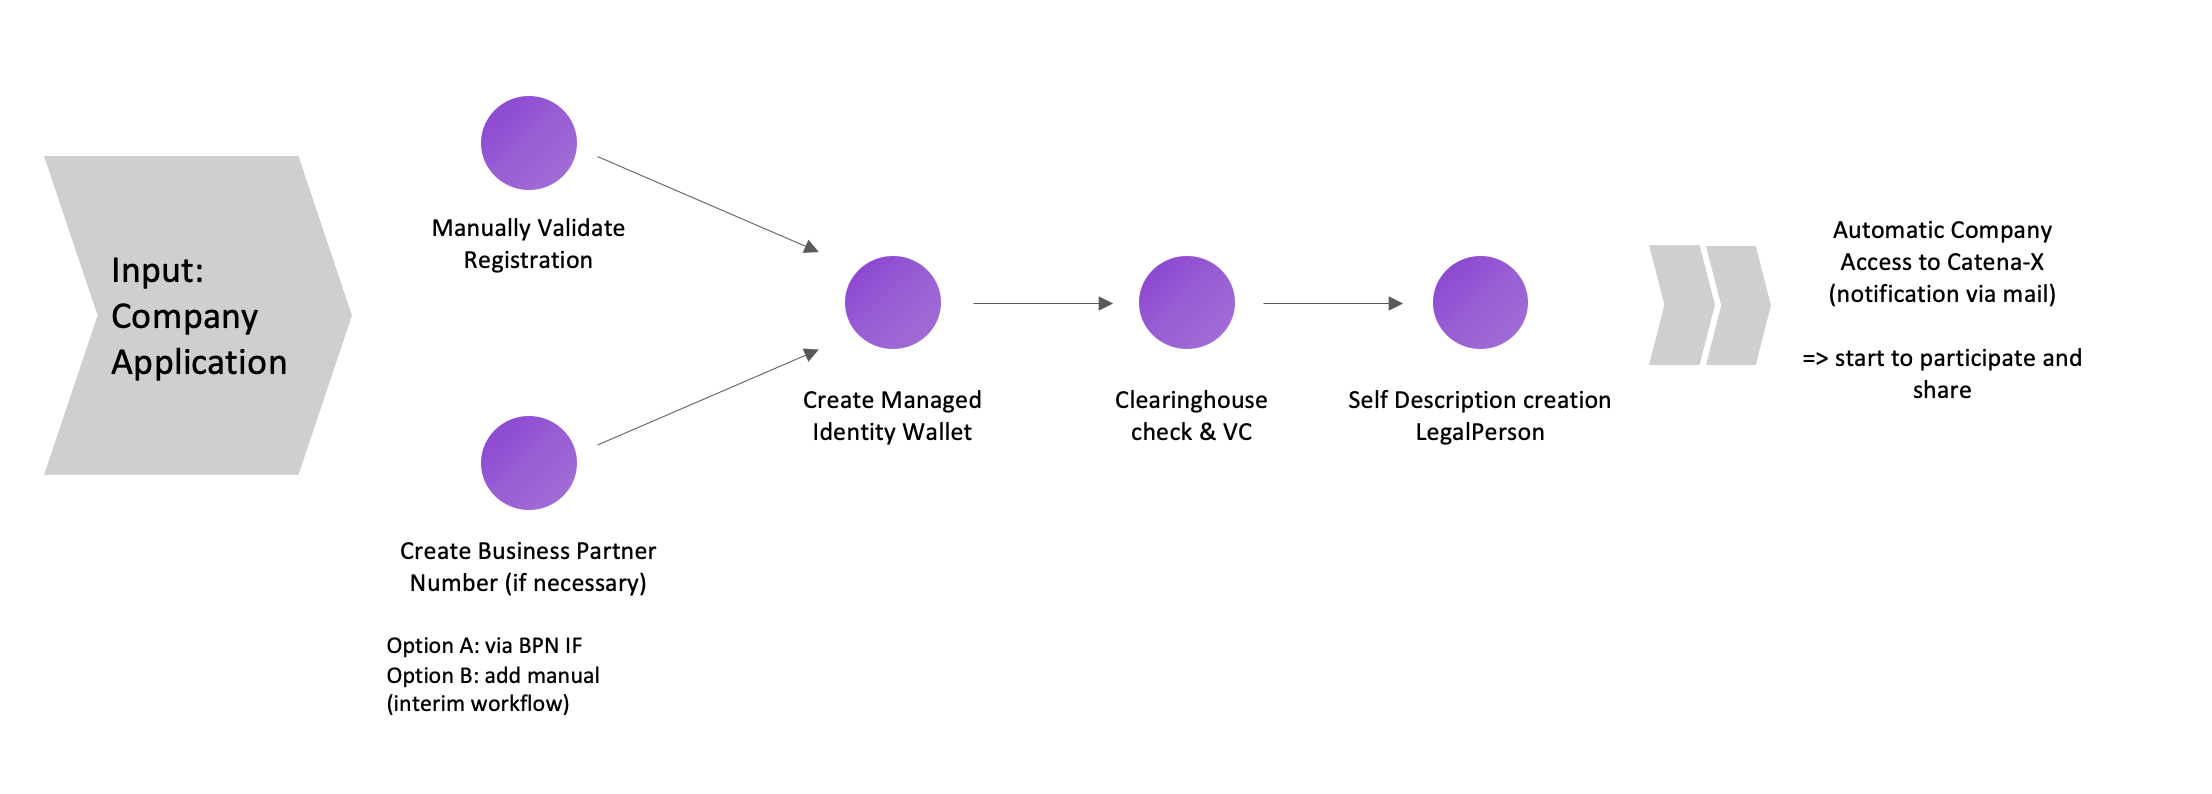 Input:
Company
Application
Manually Validate
Registration
Create Business Partner
Number (if necessary)
Option A: via BPN IF
Option B: add manual
(interim workflow)
Create Managed
Identity Wallet
Clearinghouse
check & VC
Self Description creation
LegalPerson
Automatic Company
Access to Catena-X
(notification via mail)
=> start to participate and
share